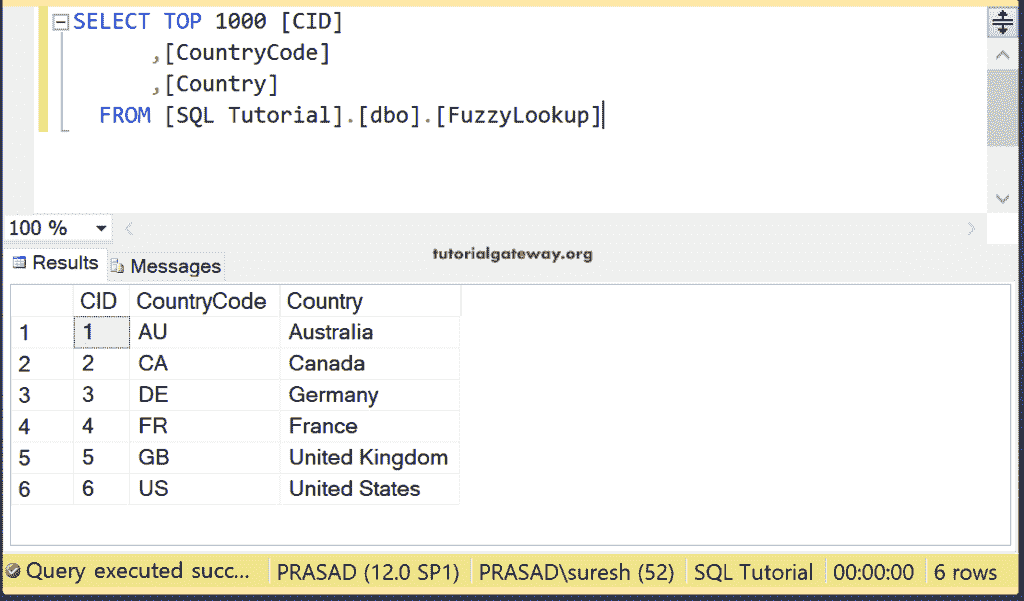 SELECT TOP 1000 [CID]
,[CountryCode]
,[Country]
FROM [SQL Tutorial].[dbo].[FuzzyLookup]
100 %
tutorialgateway.org
Results Messages
CID CountryCode Country
1 1 AU Australia
2 2 CA Canada
3 3 DE Germany
4 4 FR France
5 5 GB United Kingdom
6 6 US United States
Query executed succ... PRASAD (12.0 SP1) PRASAD\suresh (52) SQL Tutorial 00:00:00 6 rows